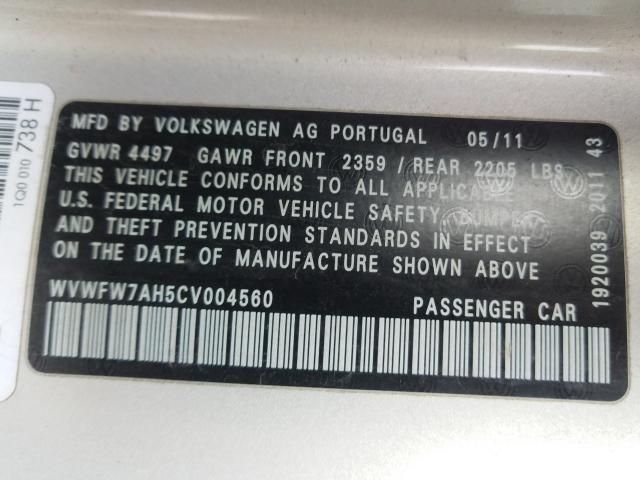 MFD BY VOLKSWAGEN AG PORTUGAL 05/11
GVWR 4497 GAWR FRONT 2359 / REAR 2205 LBS
THIS VEHICLE CONFORMS TO ALL APPLICABLE
U.S. FEDERAL MOTOR VEHICLE SAFETY, BUMPER
AND THEFT PREVENTION STANDARDS IN EFFECT
ON THE DATE OF MANUFACTURE SHOWN ABOVE
WVWFW7AH5CV004560 PASSENGER CAR
1920039 2011 43
1Q0 010 738 H